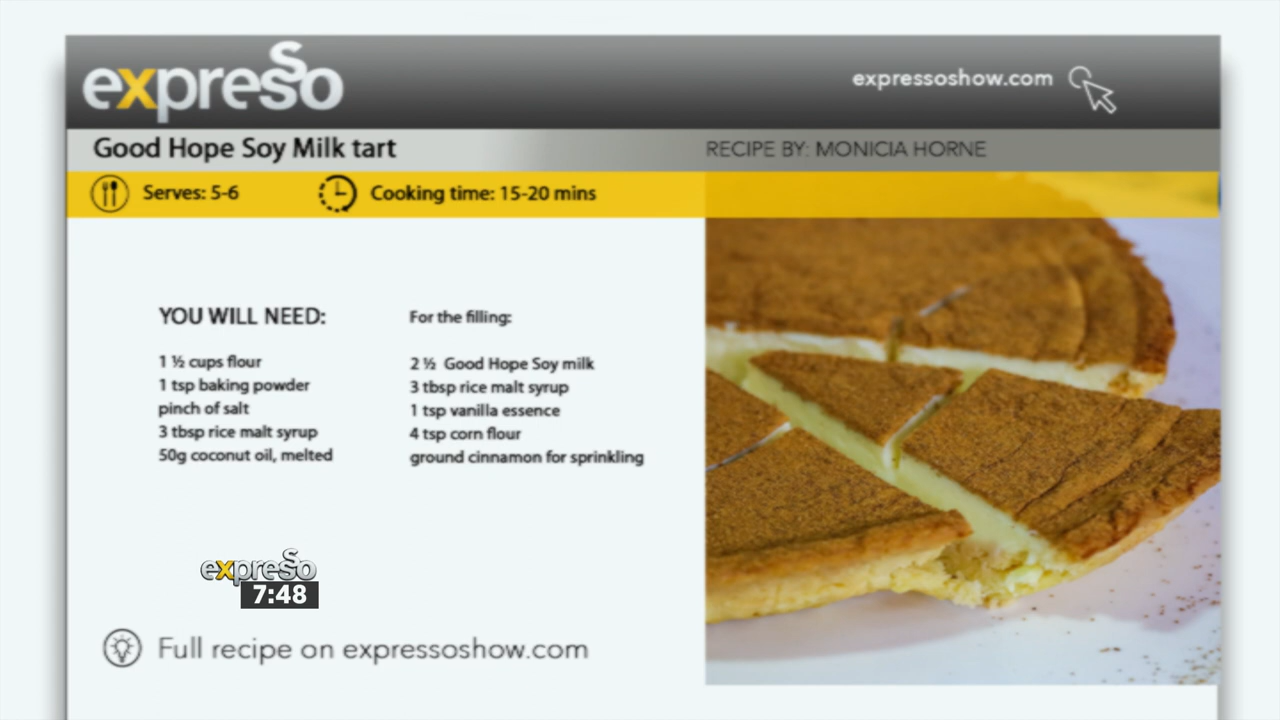 expresso
expressoshow.com
Good Hope Soy Milk tart
RECIPE BY: MONICIA HORNE
Serves: 5-6
Cooking time: 15-20 mins
YOU WILL NEED:
1 ½ cups flour
1 tsp baking powder
pinch of salt
3 tbsp rice malt syrup
50g coconut oil, melted
For the filling:
2 ½ Good Hope Soy milk
3 tbsp rice malt syrup
1 tsp vanilla essence
4 tsp corn flour
ground cinnamon for sprinkling
expresso
7:48
Full recipe on expressoshow.com